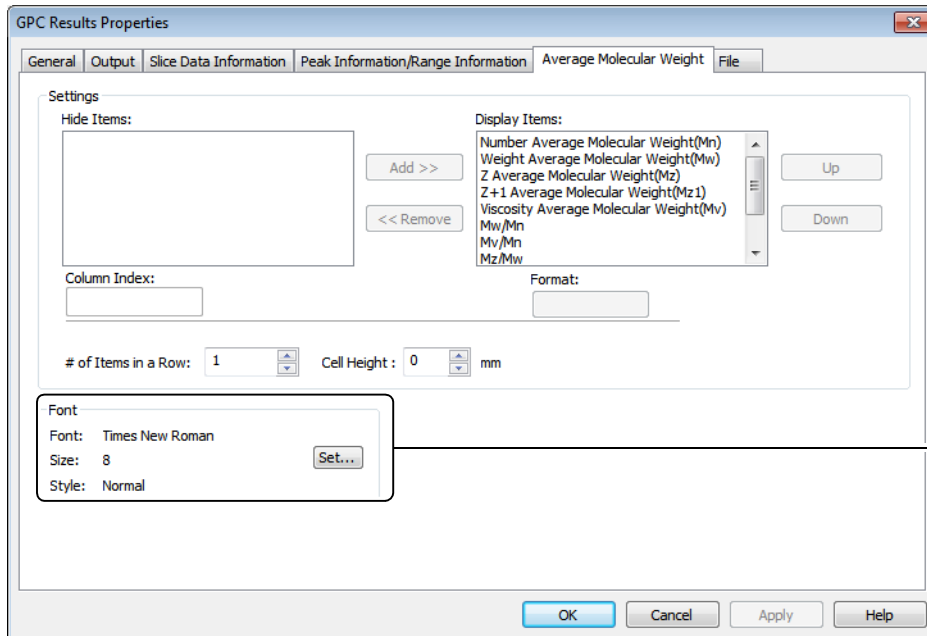 GPC Results Properties
General Output Slice Data Information Peak Information/Range Information Average Molecular Weight File
Settings
Hide Items:
Display Items:
Number Average Molecular Weight(Mn)
Weight Average Molecular Weight(Mw)
Z Average Molecular Weight(Mz)
Z+1 Average Molecular Weight(Mz1)
Viscosity Average Molecular Weight(Mv)
Mw/Mn
Mv/Mn
Mz/Mw
Add >>
<< Remove
Up
Down
Column Index:
Format:
# of Items in a Row: 1 Cell Height : 0 mm
Font
Font: Times New Roman
Size: 8
Set...
Style: Normal
OK Cancel Apply Help